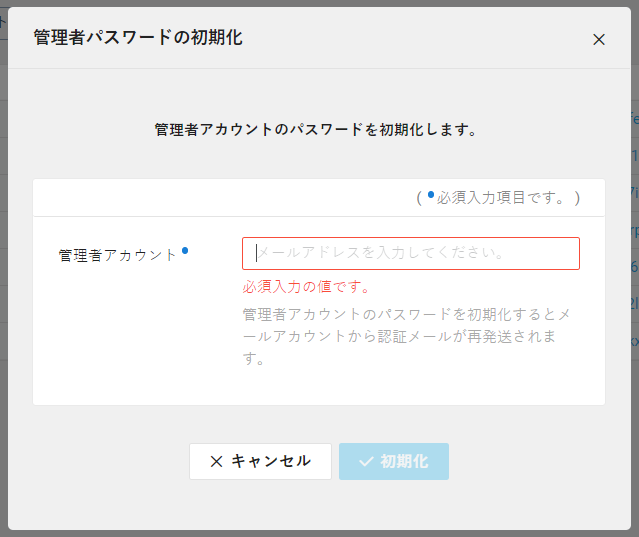 管理者パスワードの初期化
管理者アカウントのパスワードを初期化します。
( 必須入力項目です。 )
管理者アカウント
メールアドレスを入力してください。
必須入力の値です。
管理者アカウントのパスワードを初期化するとメ
ールアカウントから認証メールが再発送されま
す。
キャンセル
初期化